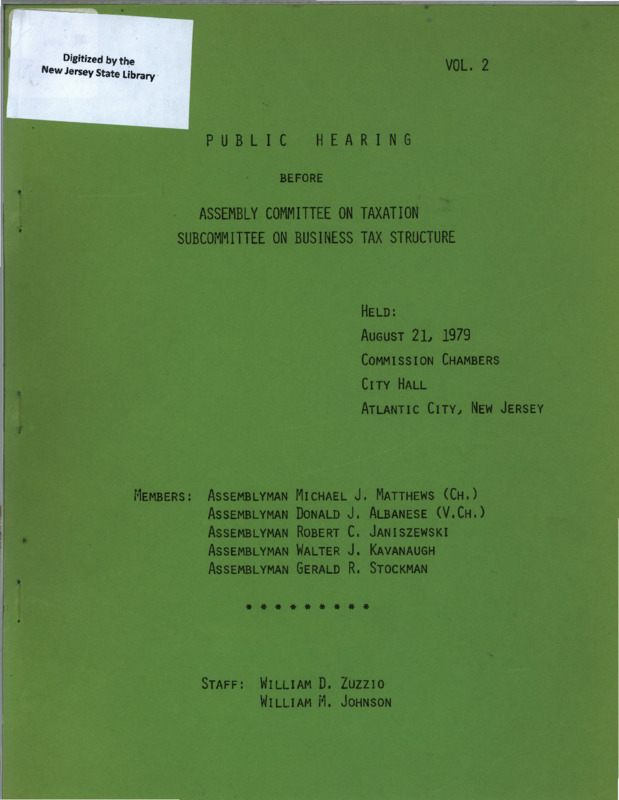 Digitized by the
New Jersey State Library
VOL. 2
PUBLIC HEARING
BEFORE
ASSEMBLY COMMITTEE ON TAXATION
SUBCOMMITTEE ON BUSINESS TAX STRUCTURE
HELD:
AUGUST 21, 1979
COMMISSION CHAMBERS
CITY HALL
ATLANTIC CITY, NEW JERSEY
MEMBERS: ASSEMBLYMAN MICHAEL J. MATTHEWS (CH.)
ASSEMBLYMAN DONALD J. ALBANESE (V.CH.)
ASSEMBLYMAN ROBERT C. JANISZEWSKI
ASSEMBLYMAN WALTER J. KAVANAUGH
ASSEMBLYMAN GERALD R. STOCKMAN
* * * * * * * * *
STAFF: WILLIAM D. ZUZZIO
WILLIAM M. JOHNSON